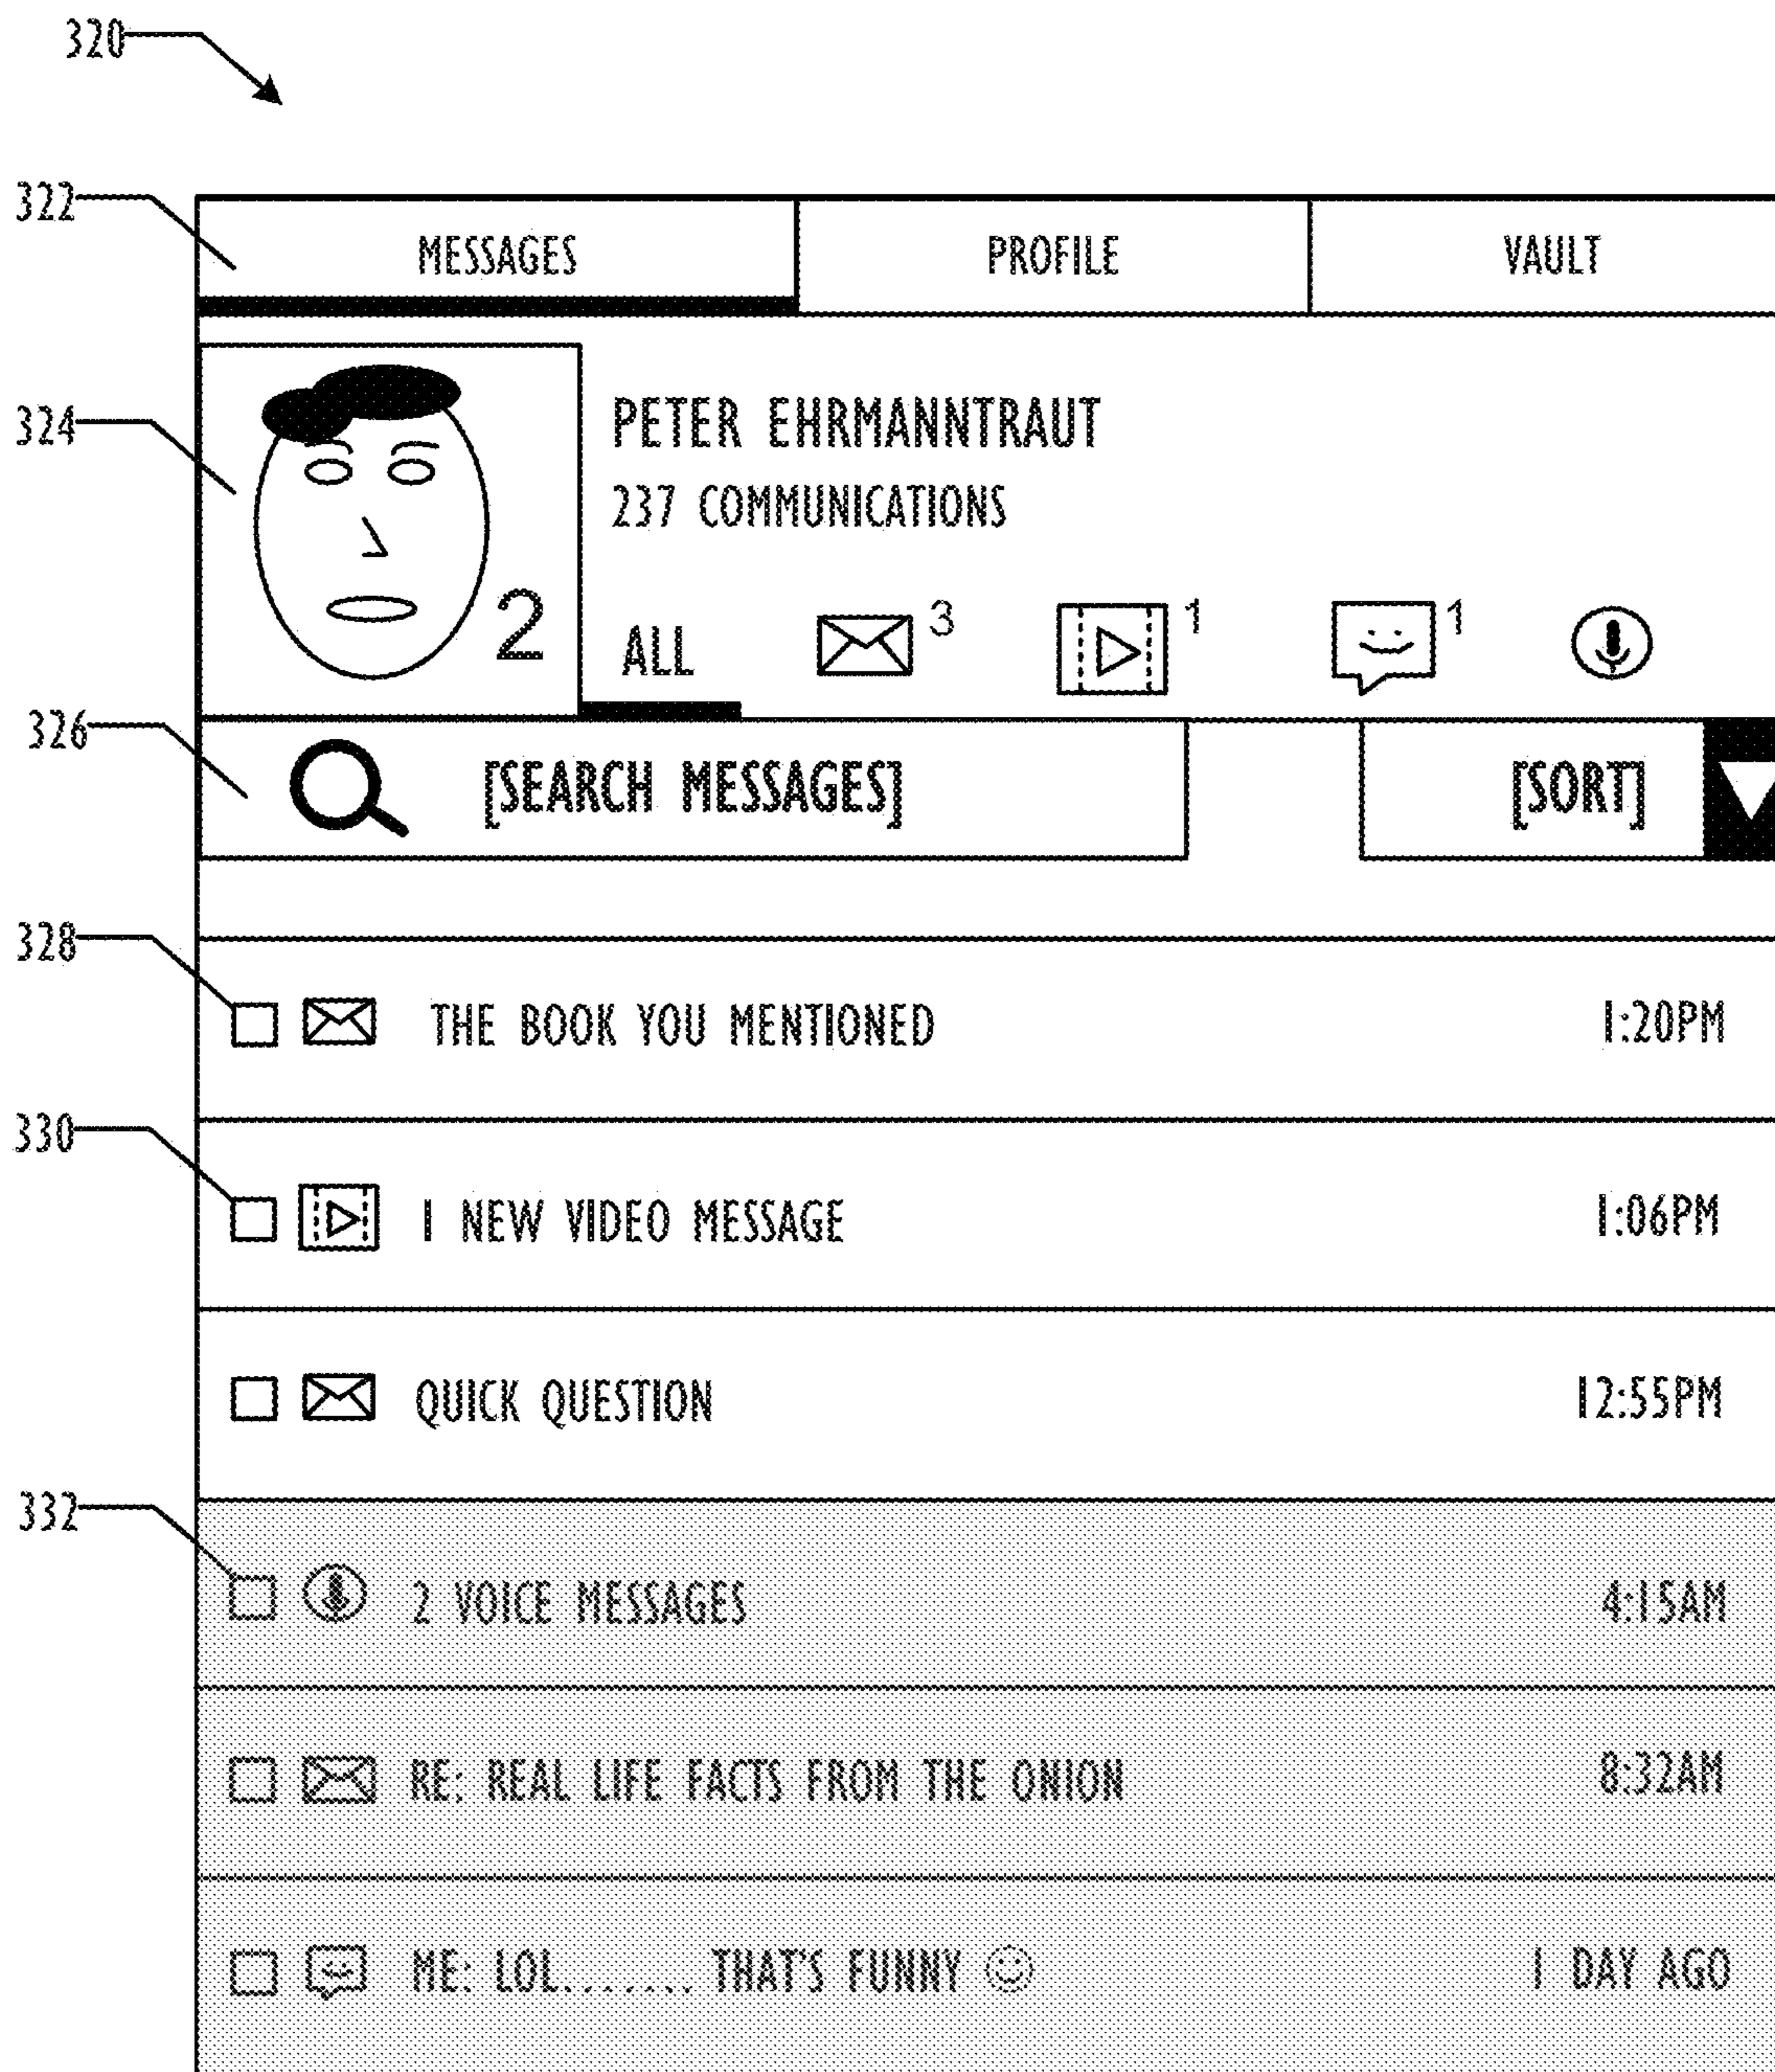 320
322
MESSAGES PROFILE VAULT
324
PETER EHRMANNTRAUT
237 COMMUNICATIONS
2
ALL 3 1 1
326
[SEARCH MESSAGES] [SORT]
328
THE BOOK YOU MENTIONED 1:20PM
330
1 NEW VIDEO MESSAGE 1:06PM
QUICK QUESTION 12:55PM
332
2 VOICE MESSAGES 4:15AM
RE: REAL LIFE FACTS FROM THE ONION 8:32AM
ME: LOL....... THAT'S FUNNY ☺ 1 DAY AGO